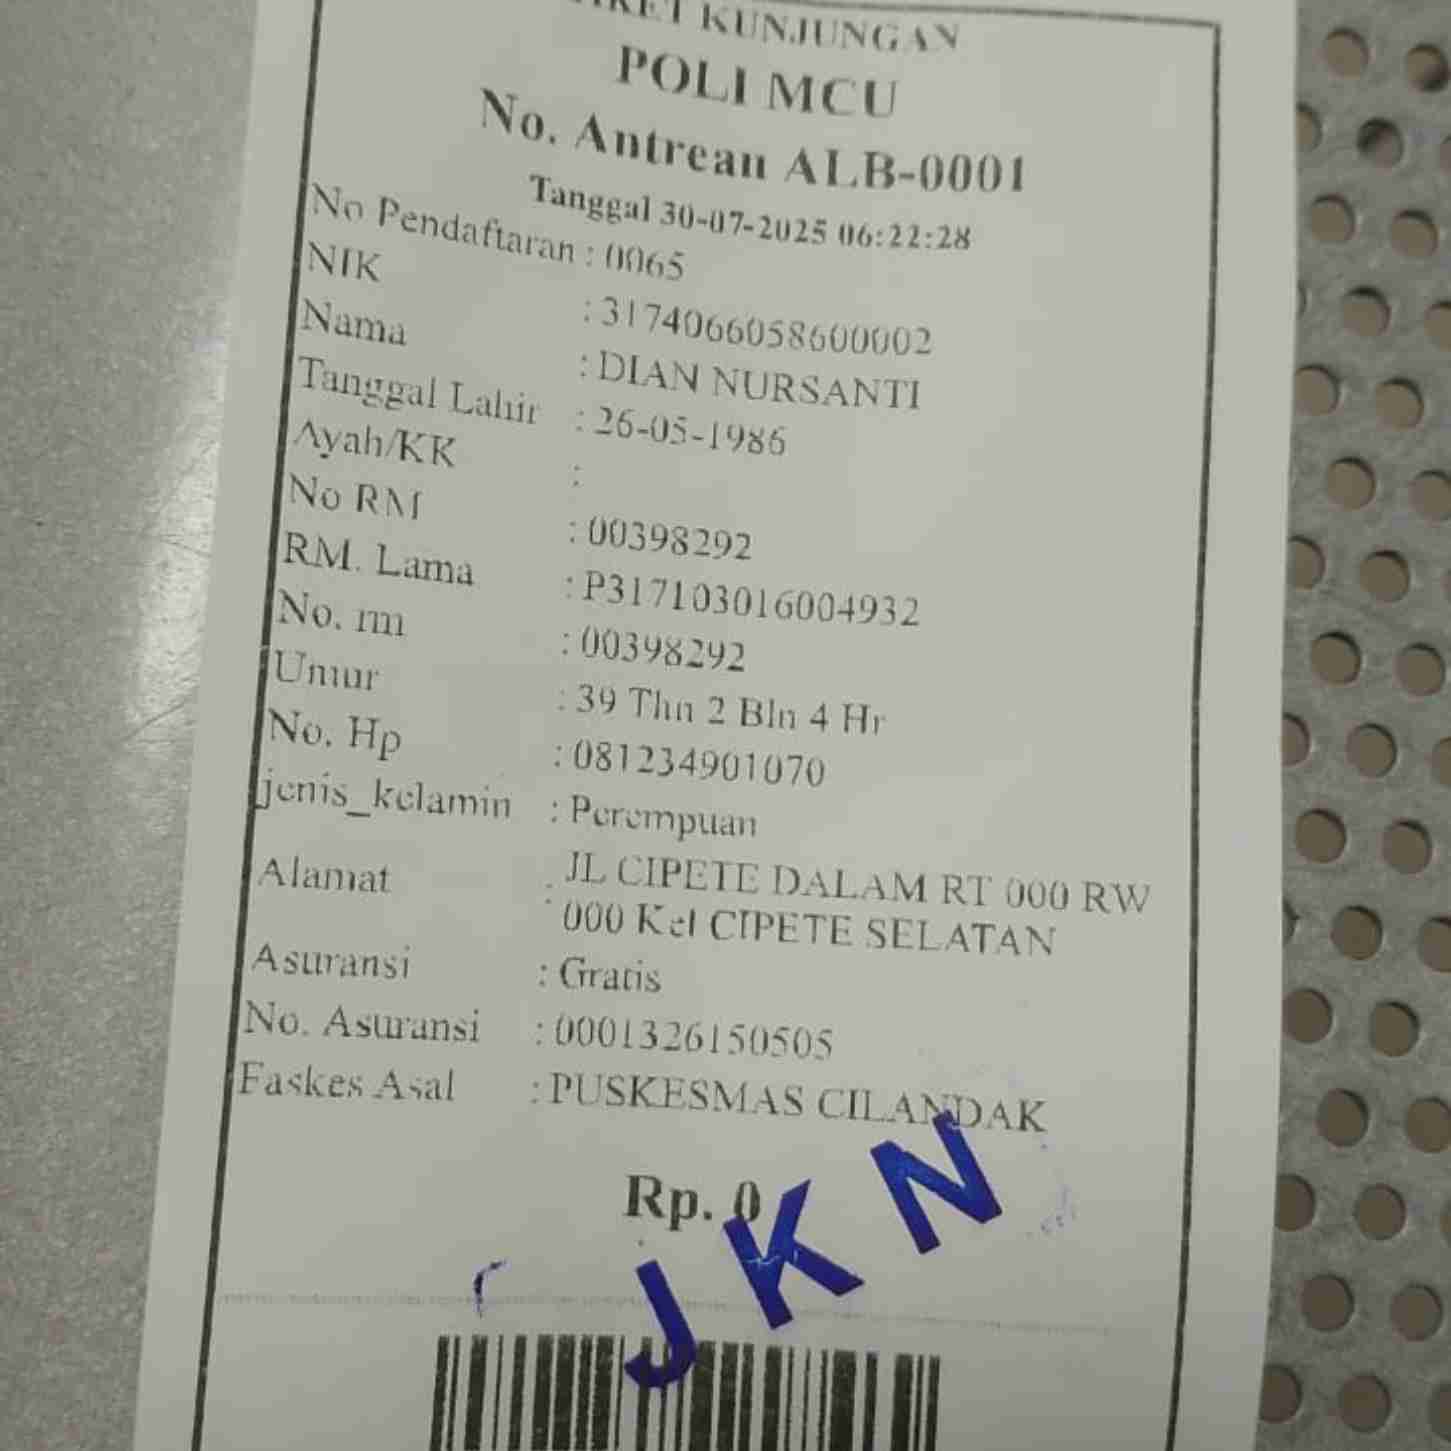 KUNJUNGAN
POLI MCU
No. Antrean ALB-0001
Tanggal 30-07-2025 06:22:28
No Pendaftaran : 0065
NIK : 3174066058600002
Nama : DIAN NURSANTI
Tanggal Lahir : 26-05-1986
Ayah/KK :
No RM : 00398292
RM. Lama : P317103016004932
No. rm : 00398292
Umur : 39 Thn 2 Bln 4 Hr
No. Hp : 081234901070
jenis_kelamin : Perempuan
Alamat : JL CIPETE DALAM RT 000 RW
000 Kel CIPETE SELATAN
Asuransi : Gratis
No. Asuransi : 0001326150505
Faskes Asal : PUSKESMAS CILANDAK
Rp. 0
JKN